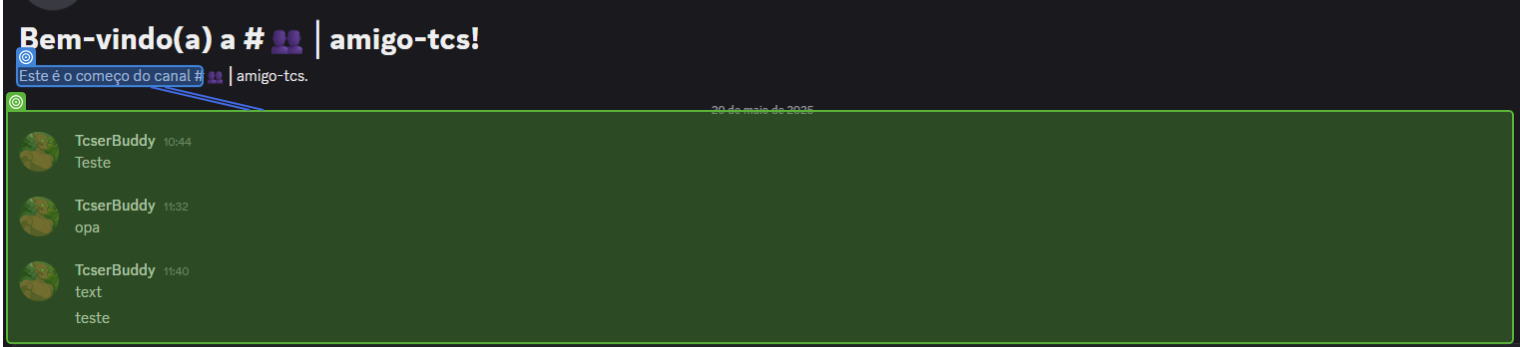 Bem-vindo(a) a # 👥 | amigo-tcs!
Este é o começo do canal # 👥 | amigo-tcs.
20 de maio de 2025
TcserBuddy 10:44
Teste
TcserBuddy 11:32
opa
TcserBuddy 11:40
text
teste